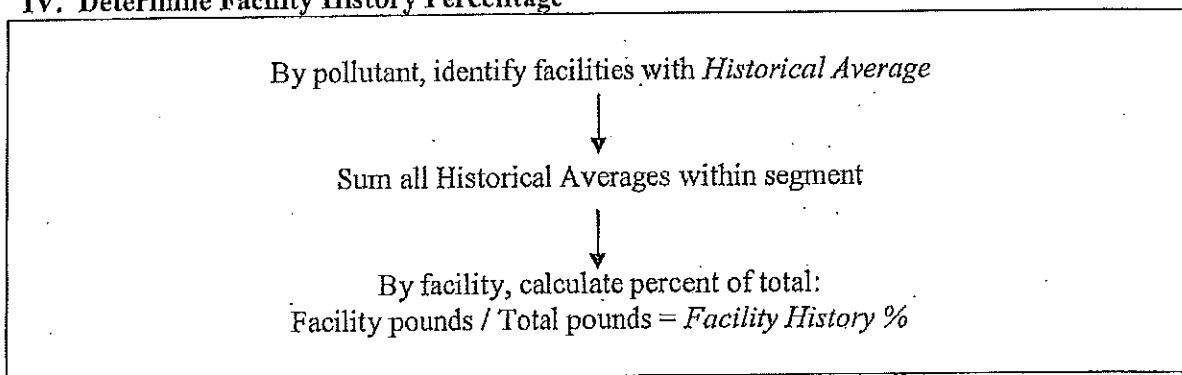 IV. Determine Facility History Percentage
By pollutant, identify facilities with Historical Average
Sum all Historical Averages within segment
By facility, calculate percent of total:
Facility pounds / Total pounds = Facility History %